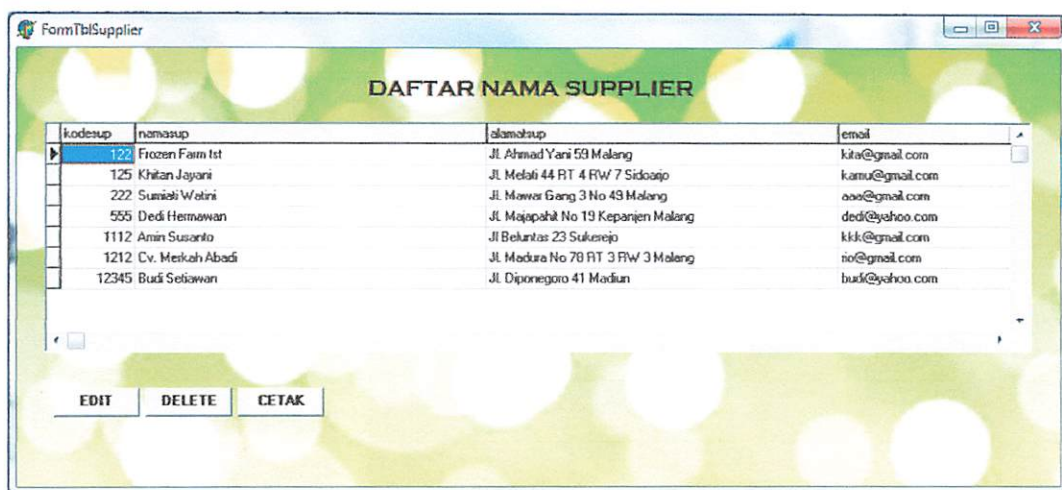 FormTblSupplier
DAFTAR NAMA SUPPLIER
kodesup namasup alamatsup email
122 Frozen Farm tst Jl. Ahmad Yani 59 Malang kita@gmail.com
125 Khitan Jayani Jl. Melati 44 RT 4 RW 7 Sidoarjo kamu@gmail.com
222 Sumiati Watini Jl. Mawar Gang 3 No 49 Malang aaa@gmail.com
555 Dedi Hermawan Jl. Majapahit No 19 Kepanjen Malang dedi@yahoo.com
1112 Amin Susanto Jl Beluntas 23 Sukerejo kkk@gmail.com
1212 Cv. Merkah Abadi Jl. Madura No 78 RT 3 RW 3 Malang rio@gmail.com
12345 Budi Setiawan Jl. Diponegoro 41 Madiun budi@yahoo.com
EDIT DELETE CETAK